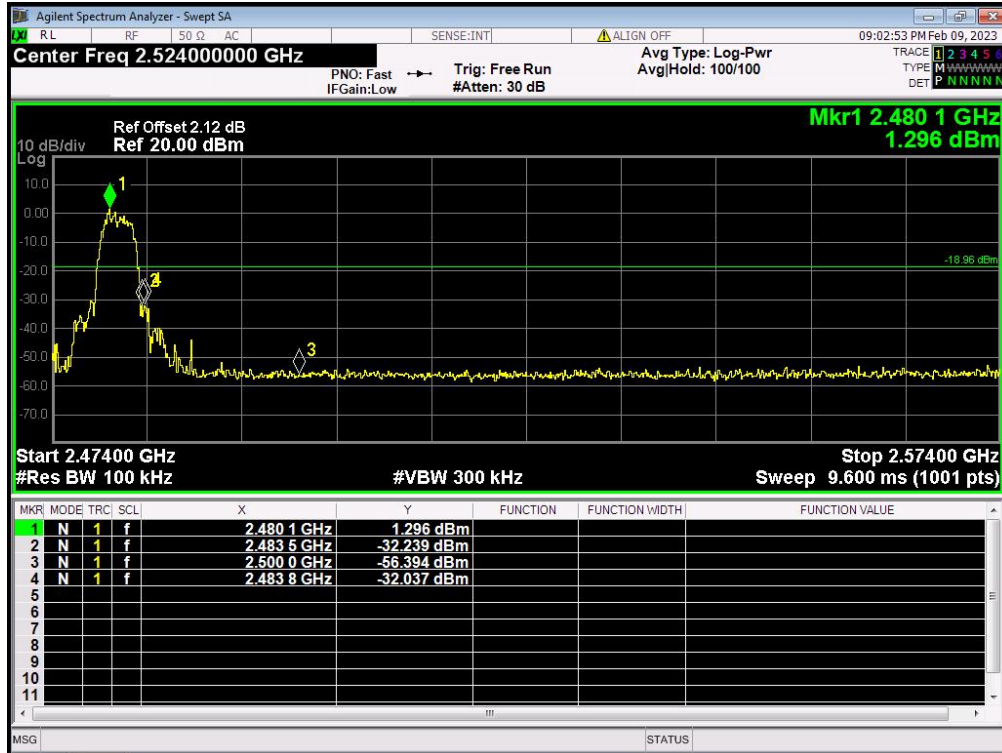 Agilent Spectrum Analyzer - Swept SA
LXI RL RF 50 Ω AC SENSE:INT ALIGN OFF 09:02:53 PM Feb 09, 2023
Center Freq 2.524000000 GHz
PNO: Fast Trig: Free Run
IFGain:Low #Atten: 30 dB
Avg Type: Log-Pwr
Avg|Hold: 100/100
TRACE 1 2 3 4 5 6
TYPE M WWWWW
DET P N N N N N
Mkr1 2.480 1 GHz
1.296 dBm
Ref Offset 2.12 dB
10 dB/div Ref 20.00 dBm
Log
10.0
0.00
-10.0
-20.0
-30.0
-40.0
-50.0
-60.0
-70.0
1
2 4
3
-18.96 dBm
Start 2.47400 GHz Stop 2.57400 GHz
#Res BW 100 kHz #VBW 300 kHz Sweep 9.600 ms (1001 pts)
MKR MODE TRC SCL X Y FUNCTION FUNCTION WIDTH FUNCTION VALUE
1 N 1 f 2.480 1 GHz 1.296 dBm
2 N 1 f 2.483 5 GHz -32.239 dBm
3 N 1 f 2.500 0 GHz -56.394 dBm
4 N 1 f 2.483 8 GHz -32.037 dBm
5
6
7
8
9
10
11
MSG STATUS